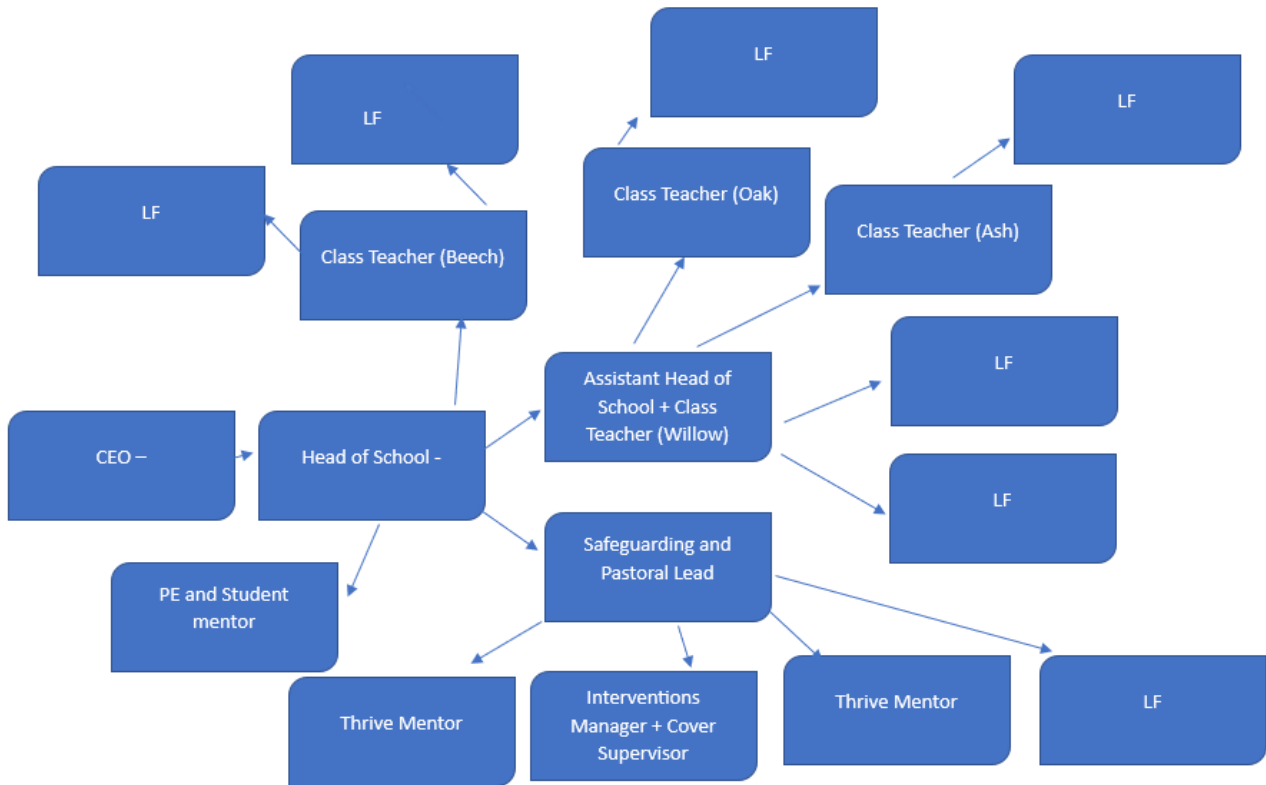 LF
LF
LF
LF
Class Teacher (Oak)
LF
Class Teacher (Ash)
Class Teacher (Beech)
LF
Assistant Head of
School + Class
Teacher (Willow)
CEO –
Head of School -
LF
Safeguarding and
Pastoral Lead
PE and Student
mentor
Thrive Mentor
Interventions
Manager + Cover
Supervisor
Thrive Mentor
LF